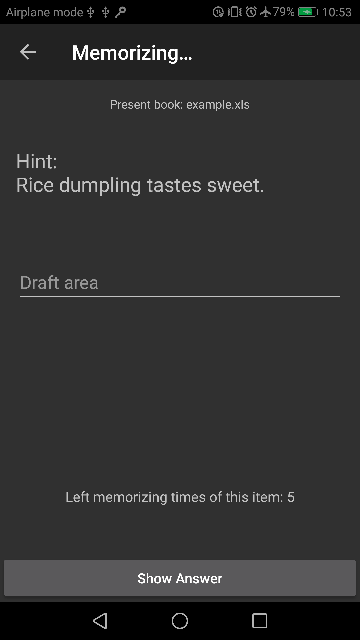 Airplane mode 79% 10:53
Memorizing...
Present book: example.xls
Hint:
Rice dumpling tastes sweet.
Draft area
Left memorizing times of this item: 5
Show Answer